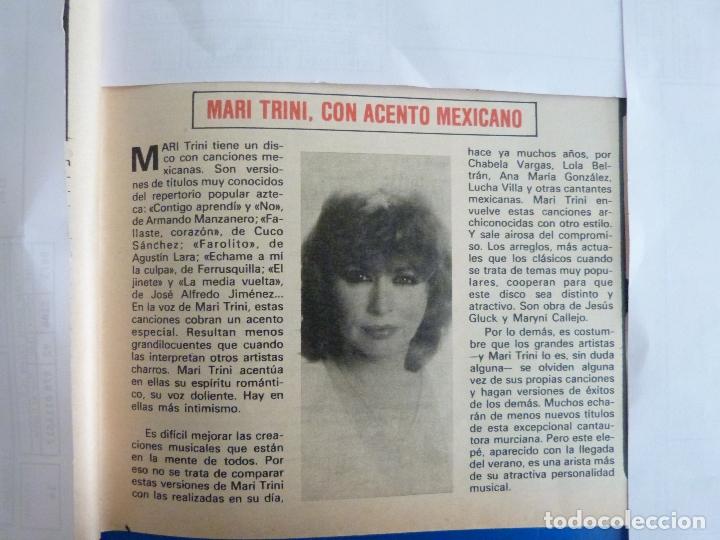 MARI TRINI, CON ACENTO MEXICANO
MARI Trini tiene un dis-
co con canciones me-
xicanas. Son versio-
nes de títulos muy conocidos
del repertorio popular azte-
ca: «Contigo aprendí» y «No»,
de Armando Manzanero; «Fa-
llaste, corazón», de Cuco
Sánchez; «Farolito», de
Agustín Lara; «Echame a mí
la culpa», de Ferrusquilla; «El
jinete» y «La media vuelta»,
de José Alfredo Jiménez...
En la voz de Mari Trini, estas
canciones cobran un acento
especial. Resultan menos
grandilocuentes que cuando
las interpretan otros artistas
charros. Mari Trini acentúa
en ellas su espíritu románti-
co, su voz doliente. Hay en
ellas más intimismo.
Es difícil mejorar las crea-
ciones musicales que están
en la mente de todos. Por
eso no se trata de comparar
estas versiones de Mari Trini
con las realizadas en su día,
hace ya muchos años, por
Chabela Vargas, Lola Bel-
trán, Ana María González,
Lucha Villa y otras cantantes
mexicanas. Mari Trini en-
vuelve estas canciones ar-
chiconocidas con otro estilo.
Y sale airosa del compromi-
so. Los arreglos, más actua-
les que los clásicos cuando
se trata de temas muy popu-
lares, cooperan para que
este disco sea distinto y
atractivo. Son obra de Jesús
Gluck y Maryni Callejo.
Por lo demás, es costum-
bre que los grandes artistas
—y Mari Trini lo es, sin duda
alguna— se olviden alguna
vez de sus propias canciones
y hagan versiones de éxitos
de los demás. Muchos echa-
rán de menos nuevos títulos
de esta excepcional cantau-
tora murciana. Pero este ele-
pé, aparecido con la llegada
del verano, es una arista más
de su atractiva personalidad
musical.
todocoleccion.net